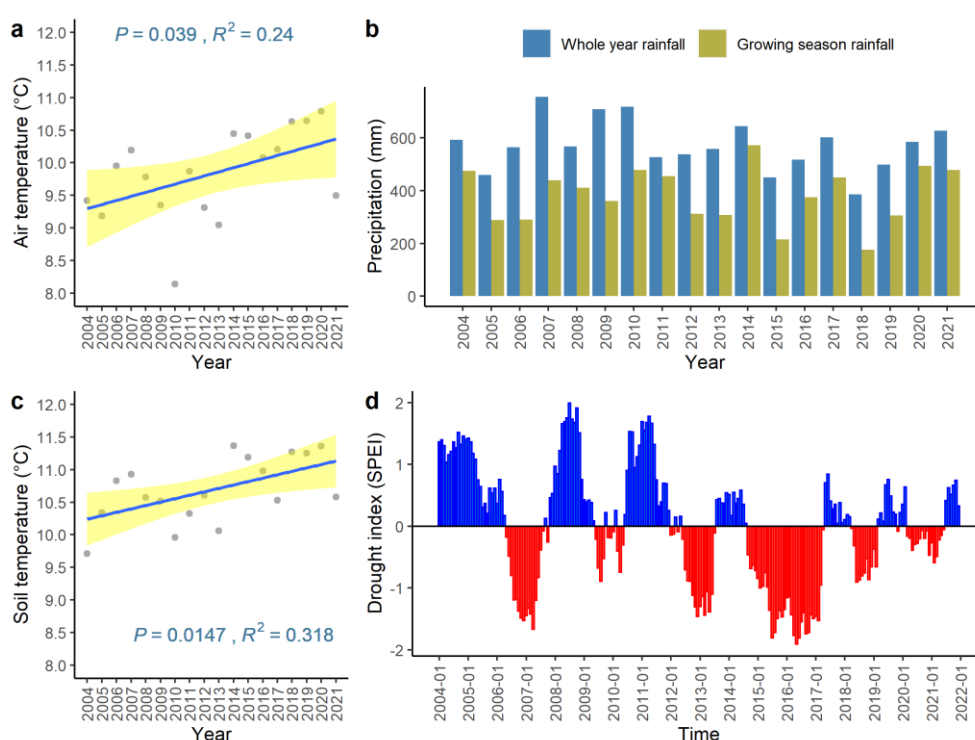 a
P = 0.039 , R² = 0.24
12.0
11.5
11.0
10.5
10.0
9.5
9.0
8.5
8.0
Air temperature (°C)
2004 2005 2006 2007 2008 2009 2010 2011 2012 2013 2014 2015 2016 2017 2018 2019 2020 2021
Year
b
Whole year rainfall Growing season rainfall
600
400
200
0
Precipitation (mm)
2004 2005 2006 2007 2008 2009 2010 2011 2012 2013 2014 2015 2016 2017 2018 2019 2020 2021
Year
c
12.0
11.5
11.0
10.5
10.0
9.5
9.0
8.5
8.0
Soil temperature (°C)
P = 0.0147 , R² = 0.318
2004 2005 2006 2007 2008 2009 2010 2011 2012 2013 2014 2015 2016 2017 2018 2019 2020 2021
Year
d
2
1
0
-1
-2
Drought index (SPEI)
2004-01 2005-01 2006-01 2007-01 2008-01 2009-01 2010-01 2011-01 2012-01 2013-01 2014-01 2015-01 2016-01 2017-01 2018-01 2019-01 2020-01 2021-01 2022-01
Time